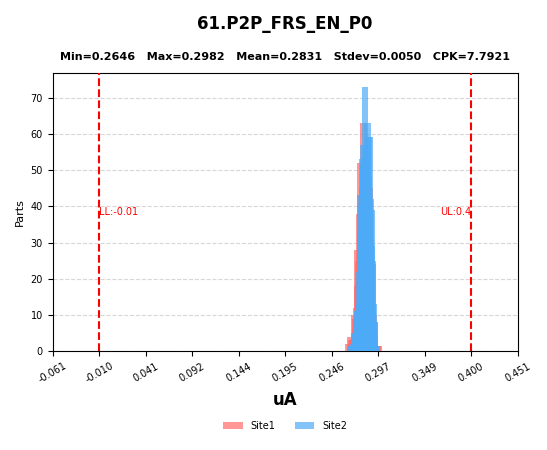 61.P2P_FRS_EN_P0
Min=0.2646 Max=0.2982 Mean=0.2831 Stdev=0.0050 CPK=7.7921
70
60
50
40
30
20
10
0
Parts
LL:-0.01
UL:0.4
-0.061 -0.010 0.041 0.092 0.144 0.195 0.246 0.297 0.349 0.400 0.451
uA
Site1 Site2